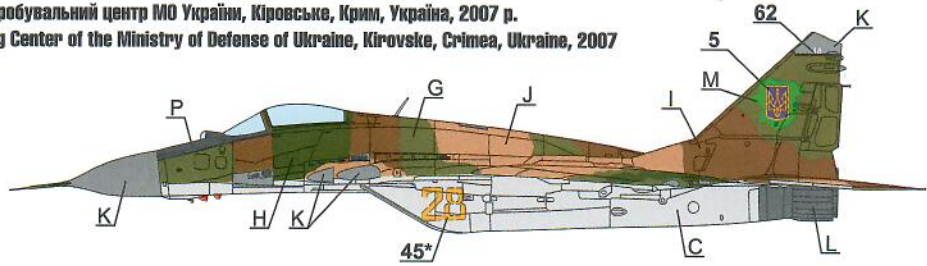 робувальний центр МО України, Кіровське, Крим, Україна, 2007 р.
g Center of the Ministry of Defense of Ukraine, Kirovske, Crimea, Ukraine, 2007
62 K
5
M
G J I
P
K H K 28 C L
45*